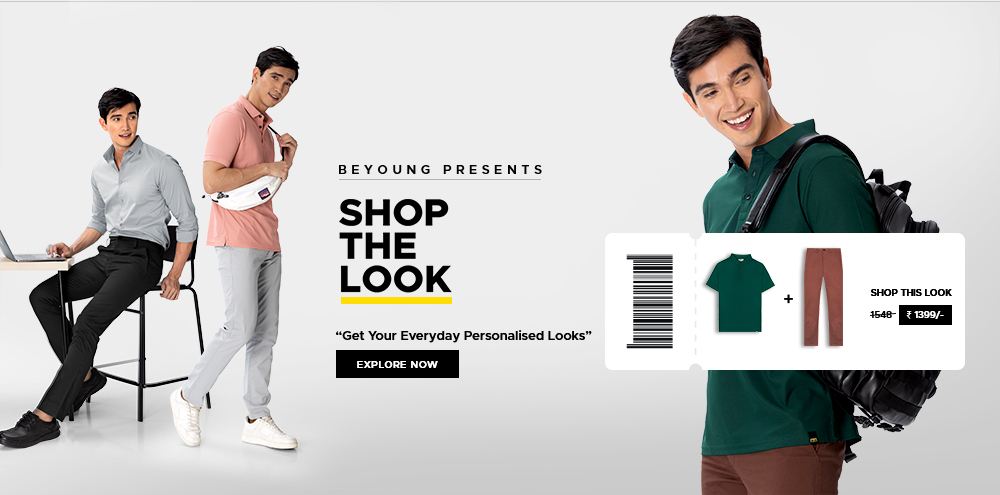 BEYOUNG PRESENTS
SHOP
THE
LOOK
“Get Your Everyday Personalised Looks”
EXPLORE NOW
+
SHOP THIS LOOK
1548- ₹ 1399/-